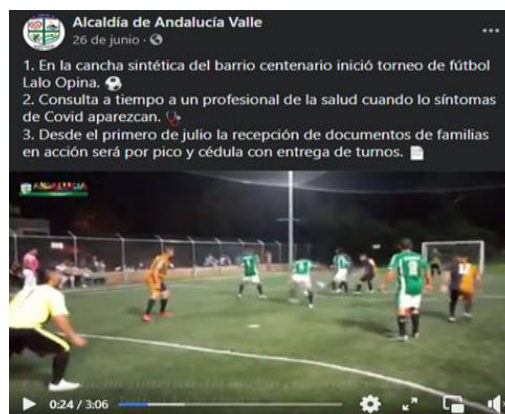 Alcaldía de Andalucía Valle
26 de junio ·
1. En la cancha sintética del barrio centenario inició torneo de fútbol
Lalo Opina.
2. Consulta a tiempo a un profesional de la salud cuando lo síntomas
de Covid aparezcan.
3. Desde el primero de julio la recepción de documentos de familias
en acción será por pico y cédula con entrega de turnos.
ANDALUCIA
0:24 / 3:06